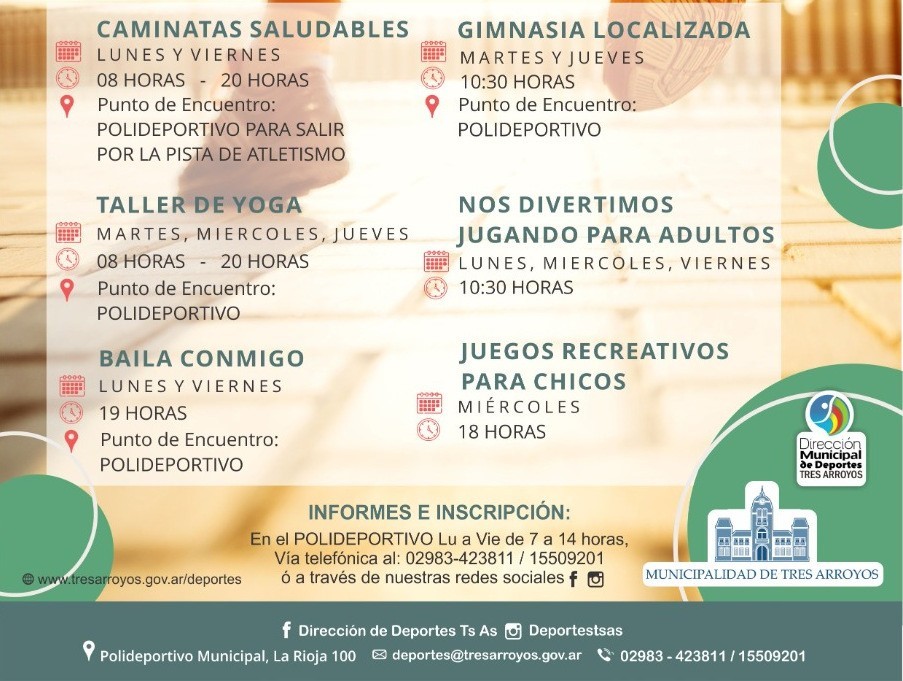 CAMINATAS SALUDABLES
LUNES Y VIERNES
08 HORAS - 20 HORAS
Punto de Encuentro:
POLIDEPORTIVO PARA SALIR
POR LA PISTA DE ATLETISMO
GIMNASIA LOCALIZADA
MARTES Y JUEVES
10:30 HORAS
Punto de Encuentro:
POLIDEPORTIVO
TALLER DE YOGA
MARTES, MIERCOLES, JUEVES
08 HORAS - 20 HORAS
Punto de Encuentro:
POLIDEPORTIVO
NOS DIVERTIMOS
JUGANDO PARA ADULTOS
LUNES, MIERCOLES, VIERNES
10:30 HORAS
BAILA CONMIGO
LUNES Y VIERNES
19 HORAS
Punto de Encuentro:
POLIDEPORTIVO
JUEGOS RECREATIVOS
PARA CHICOS
MIÉRCOLES
18 HORAS
Dirección
Municipal
de Deportes
TRES ARROYOS
INFORMES E INSCRIPCIÓN:
En el POLIDEPORTIVO Lu a Vie de 7 a 14 horas,
Vía telefónica al: 02983-423811 / 15509201
ó a través de nuestras redes sociales
www.tresarroyos.gov.ar/deportes
MUNICIPALIDAD DE TRES ARROYOS
Dirección de Deportes Ts As Deportestsas
Polideportivo Municipal, La Rioja 100 deportes@tresarroyos.gov.ar 02983 - 423811 / 15509201